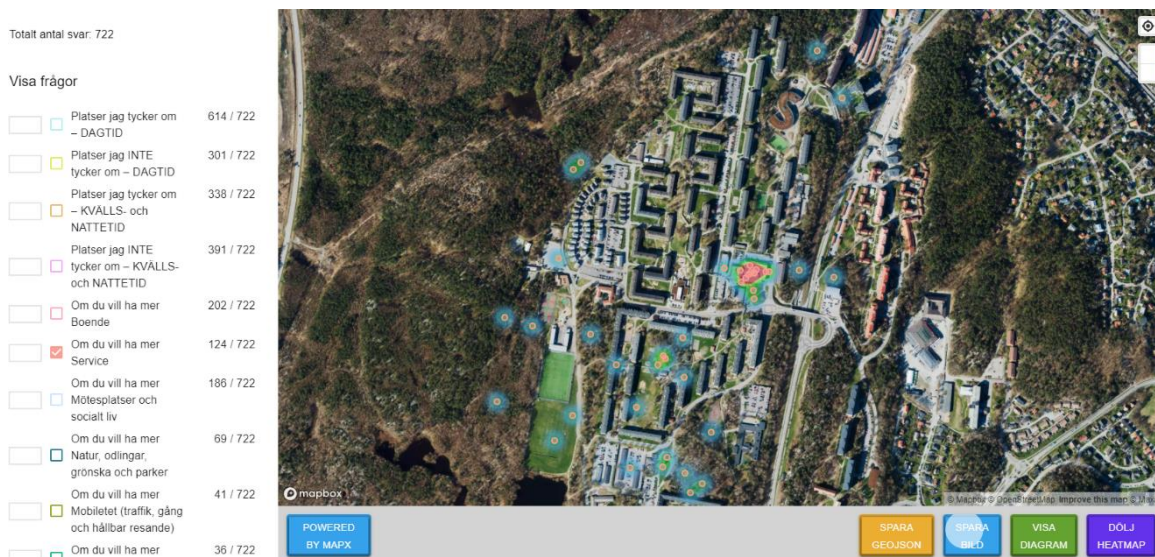 Totalt antal svar: 722
Visa frågor
Platser jag tycker om
– DAGTID
614 / 722
Platser jag INTE
tycker om – DAGTID
301 / 722
Platser jag tycker om
– KVÄLLS- och
NATTETID
338 / 722
Platser jag INTE
tycker om – KVÄLLS-
och NATTETID
391 / 722
Om du vill ha mer
Boende
202 / 722
Om du vill ha mer
Service
124 / 722
Om du vill ha mer
Mötesplatser och
socialt liv
186 / 722
Om du vill ha mer
Natur, odlingar,
grönska och parker
69 / 722
Om du vill ha mer
Mobiletet (traffik, gång
och hållbar resande)
41 / 722
Om du vill ha mer
36 / 722
mapbox
© Mapbox © OpenStreetMap Improve this map
POWERED
BY MAPX
SPARA
GEOJSON
SPARA
BILD
VISA
DIAGRAM
DÖLJ
HEATMAP